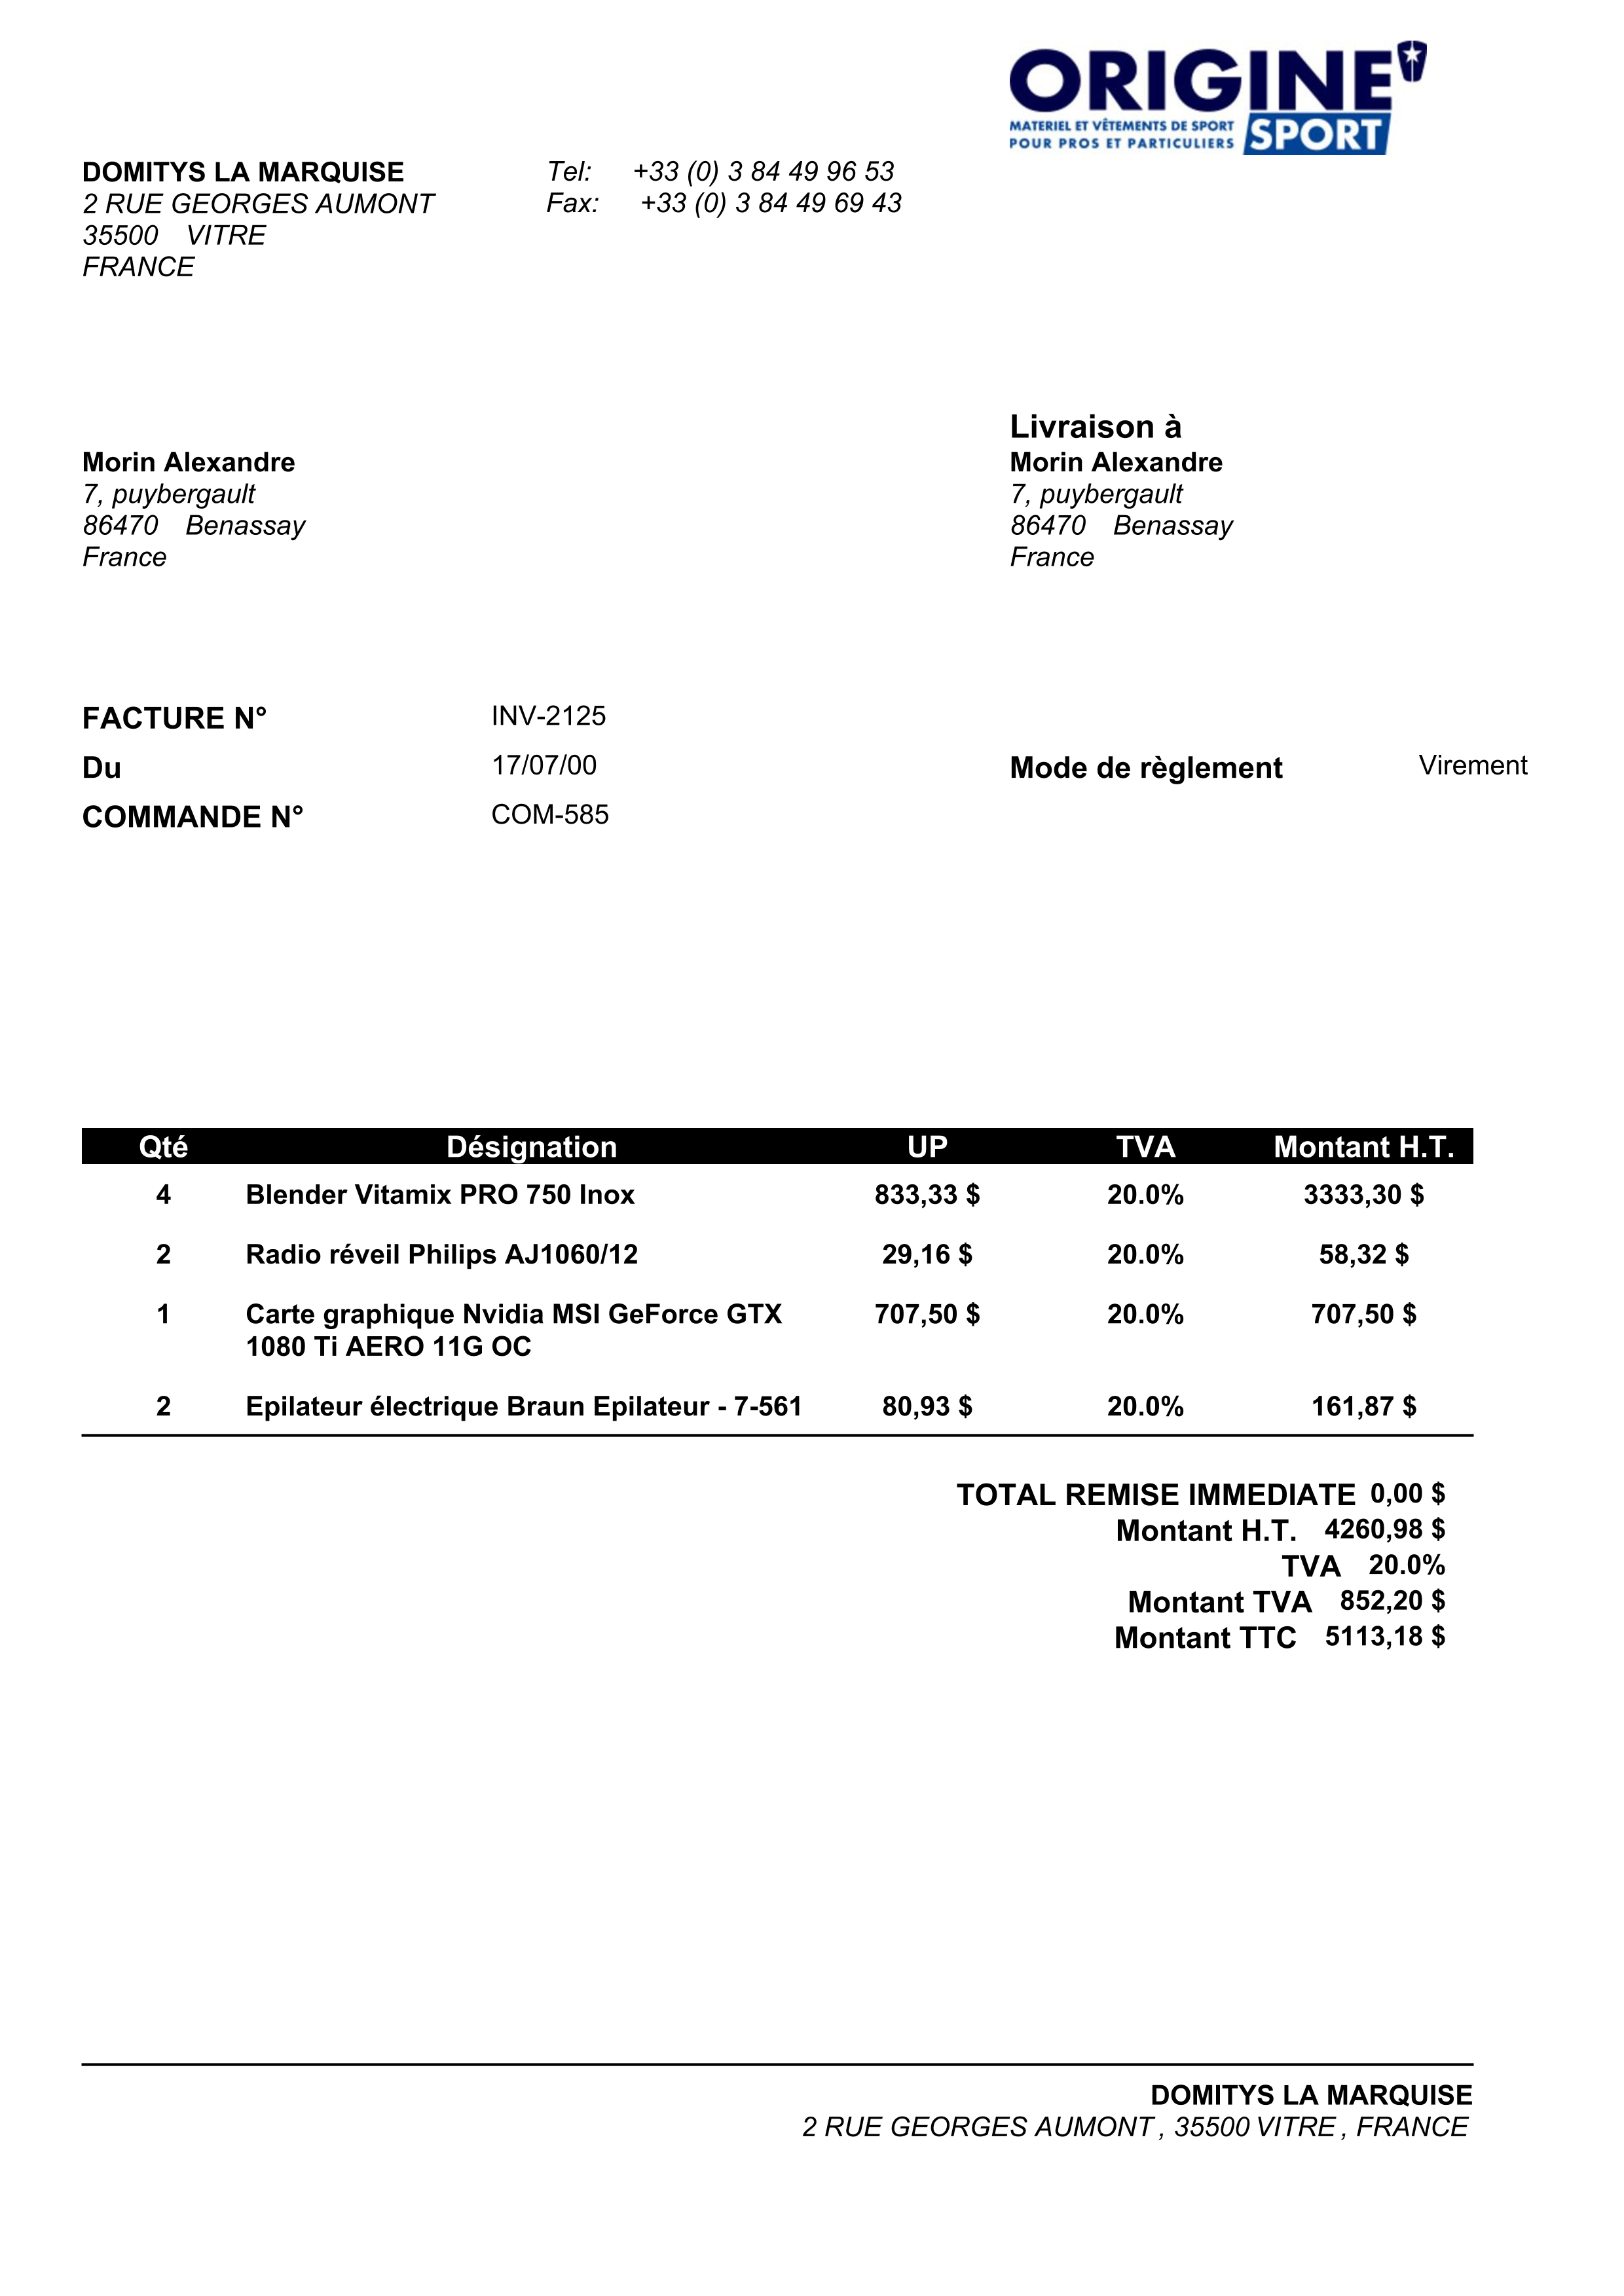 ORIGINE
MATERIEL ET VÊTEMENTS DE SPORT
POUR PROS ET PARTICULIERS
SPORT
DOMITYS LA MARQUISE
2 RUE GEORGES AUMONT
35500 VITRE
FRANCE
Tel: +33 (0) 3 84 49 96 53
Fax: +33 (0) 3 84 49 69 43
Morin Alexandre
7, puybergault
86470 Benassay
France
Livraison à
Morin Alexandre
7, puybergault
86470 Benassay
France
FACTURE N° INV-2125
Du 17/07/00
Mode de règlement Virement
COMMANDE N° COM-585
Qté Désignation UP TVA Montant H.T.
4 Blender Vitamix PRO 750 Inox 833,33 $ 20.0% 3333,30 $
2 Radio réveil Philips AJ1060/12 29,16 $ 20.0% 58,32 $
1 Carte graphique Nvidia MSI GeForce GTX 707,50 $ 20.0% 707,50 $
1080 Ti AERO 11G OC
2 Epilateur électrique Braun Epilateur - 7-561 80,93 $ 20.0% 161,87 $
TOTAL REMISE IMMEDIATE 0,00 $
Montant H.T. 4260,98 $
TVA 20.0%
Montant TVA 852,20 $
Montant TTC 5113,18 $
DOMITYS LA MARQUISE
2 RUE GEORGES AUMONT , 35500 VITRE , FRANCE